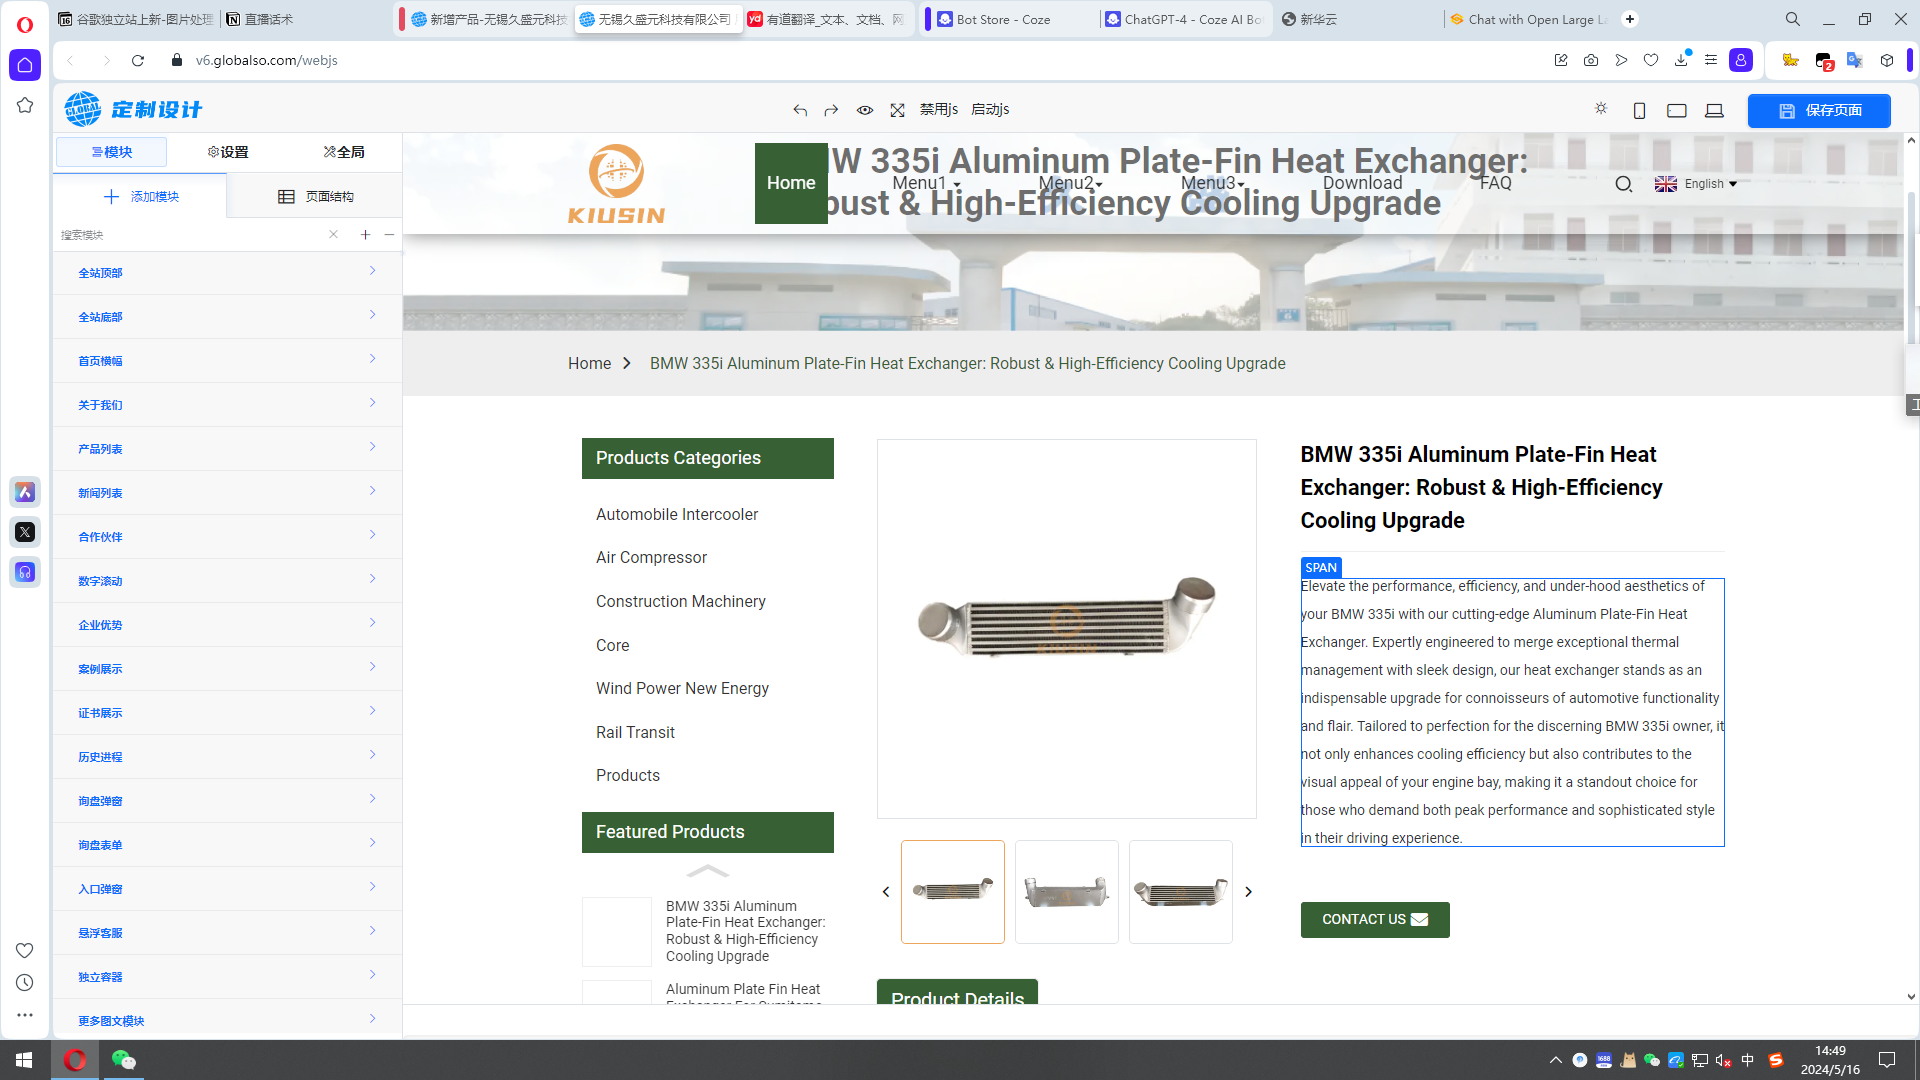 谷歌独立站上新-图片处理
直播话术
新增产品-无锡久盛元科技
无锡久盛元科技有限公司
有道翻译_文本、文档、网
Bot Store - Coze
ChatGPT-4 - Coze AI Bo
新华云
Chat with Open Large La
v6.globalso.com/webjs
2
GLOBAL
定制设计
禁用js
启动js
保存页面
模块
设置
全局
添加模块
页面结构
搜索模块
全站顶部
全站底部
首页横幅
关于我们
产品列表
新闻列表
合作伙伴
数字滚动
企业优势
案例展示
证书展示
历史进程
询盘弹窗
询盘表单
入口弹窗
悬浮客服
独立容器
更多图文模块
KIUSIN
Home
Menu1
Menu2
Menu3
Download
FAQ
English
W 335i Aluminum Plate-Fin Heat Exchanger:
bust & High-Efficiency Cooling Upgrade
Home
BMW 335i Aluminum Plate-Fin Heat Exchanger: Robust & High-Efficiency Cooling Upgrade
Products Categories
Automobile Intercooler
Air Compressor
Construction Machinery
Core
Wind Power New Energy
Rail Transit
Products
Featured Products
BMW 335i Aluminum
Plate-Fin Heat Exchanger:
Robust & High-Efficiency
Cooling Upgrade
Aluminum Plate Fin Heat
Exchanger For Sumitomo
BMW 335i Aluminum Plate-Fin Heat
Exchanger: Robust & High-Efficiency
Cooling Upgrade
SPAN
Elevate the performance, efficiency, and under-hood aesthetics of
your BMW 335i with our cutting-edge Aluminum Plate-Fin Heat
Exchanger. Expertly engineered to merge exceptional thermal
management with sleek design, our heat exchanger stands as an
indispensable upgrade for connoisseurs of automotive functionality
and flair. Tailored to perfection for the discerning BMW 335i owner, it
not only enhances cooling efficiency but also contributes to the
visual appeal of your engine bay, making it a standout choice for
those who demand both peak performance and sophisticated style
in their driving experience.
CONTACT US
Product Details
中
14:49
2024/5/16